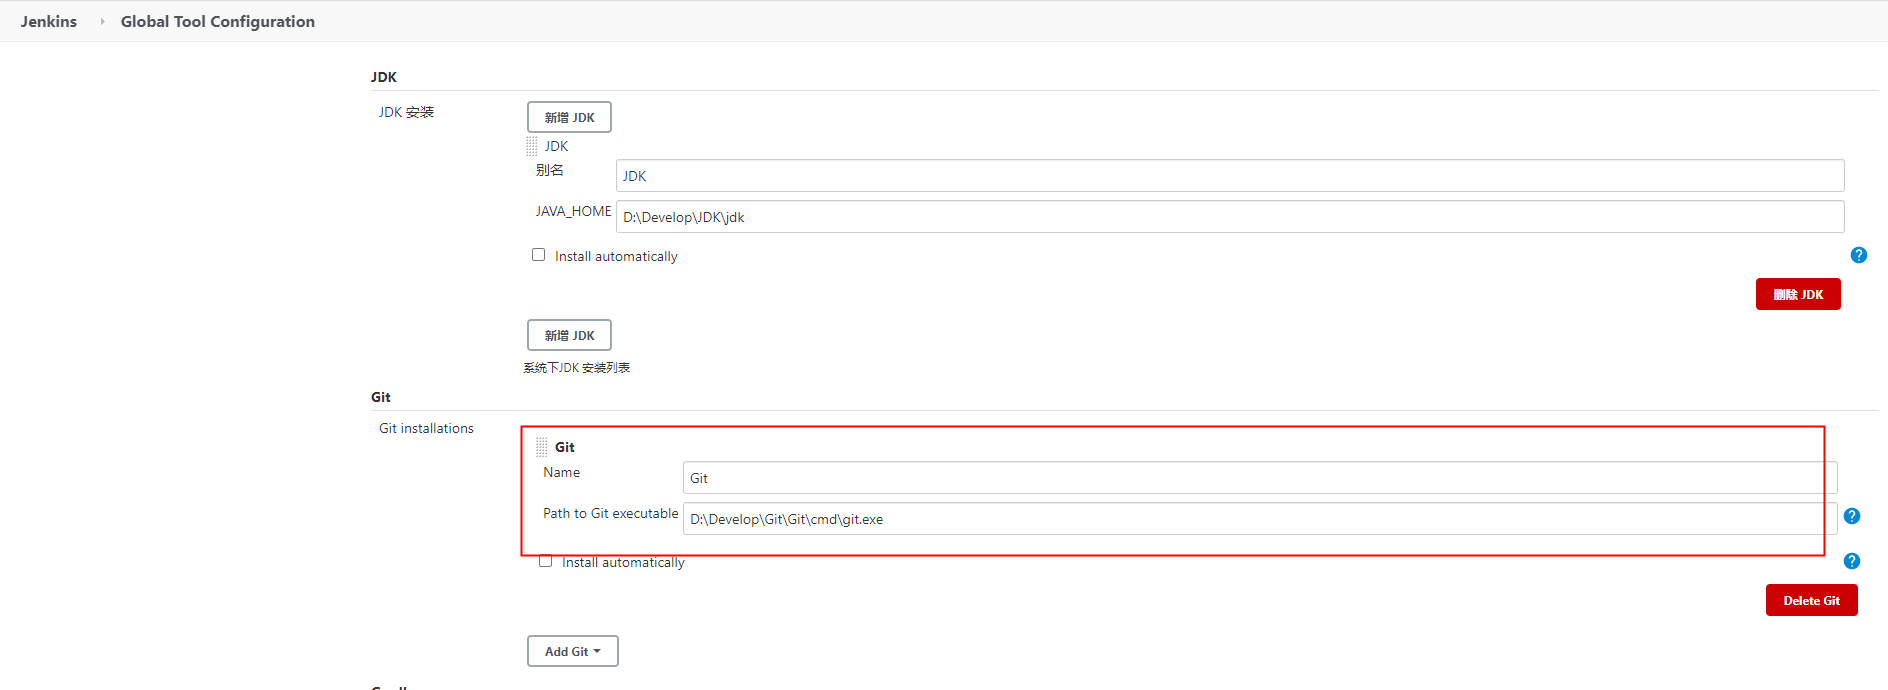 Jenkins
Global Tool Configuration
JDK
JDK 安装
新增 JDK
JDK
别名
JDK
JAVA_HOME
D:\Develop\JDK\jdk
Install automatically
?
删除 JDK
新增 JDK
系统下JDK 安装列表
Git
Git installations
Git
Name
Git
Path to Git executable
D:\Develop\Git\Git\cmd\git.exe
?
Install automatically
?
Delete Git
Add Git